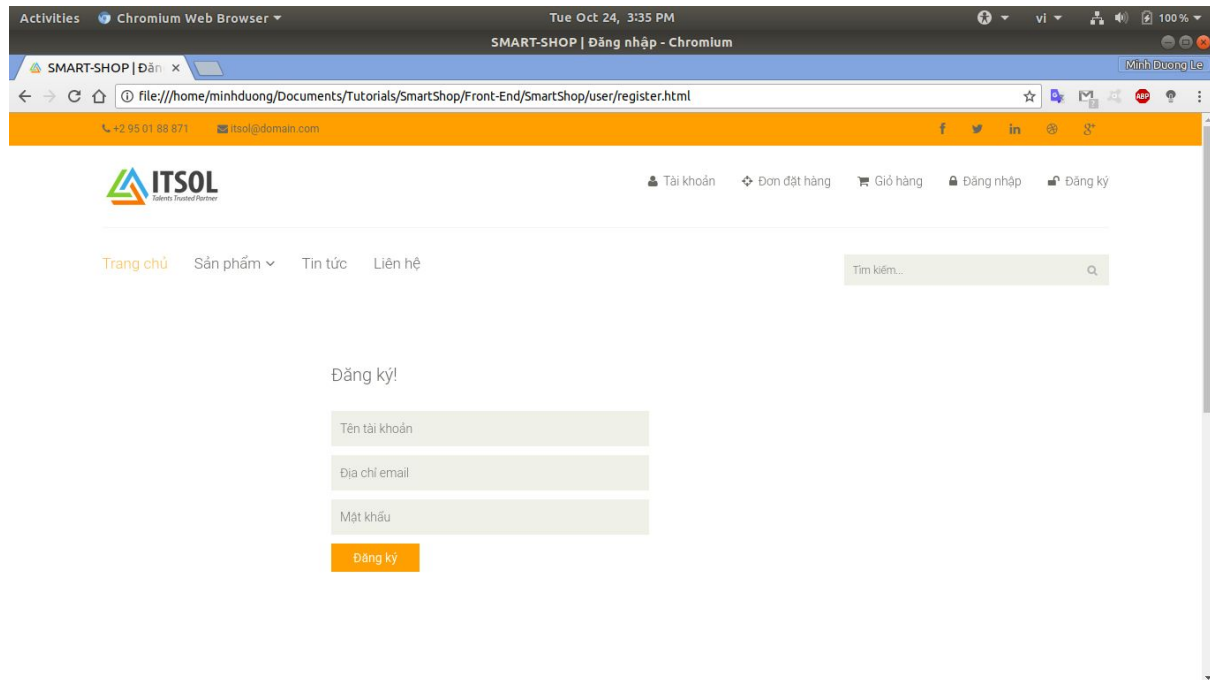 Activities Chromium Web Browser Tue Oct 24, 3:35 PM vi 100 %
SMART-SHOP | Đăng nhập - Chromium
SMART-SHOP | Đăn Minh Duong Le
file:///home/minhduong/Documents/Tutorials/SmartShop/Front-End/SmartShop/user/register.html ABP
+2 95 01 88 871 itsol@domain.com f in g+
ITSOL
Talents Trusted Partner
Tài khoản Đơn đặt hàng Giỏ hàng Đăng nhập Đăng ký
Trang chủ Sản phẩm Tin tức Liên hệ Tìm kiếm...
Đăng ký!
Tên tài khoản
Địa chỉ email
Mật khẩu
Đăng ký